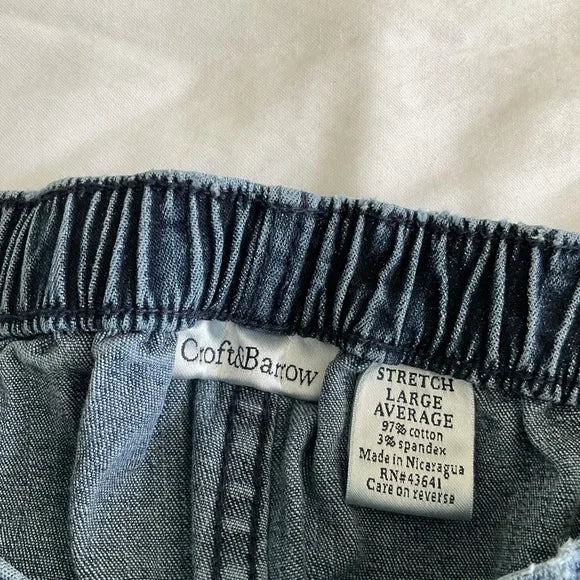 Croft&Barrow
STRETCH
LARGE
AVERAGE
97% cotton
3% spandex
Made in Nicaragua
RN#43641
Care on reverse